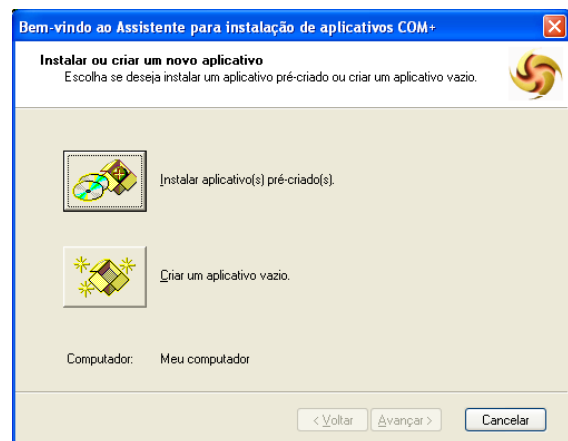 Bem-vindo ao Assistente para instalação de aplicativos COM+
Instalar ou criar um novo aplicativo
Escolha se deseja instalar um aplicativo pré-criado ou criar um aplicativo vazio.
Instalar aplicativo(s) pré-criado(s).
Criar um aplicativo vazio.
Computador: Meu computador
< Voltar Avançar > Cancelar